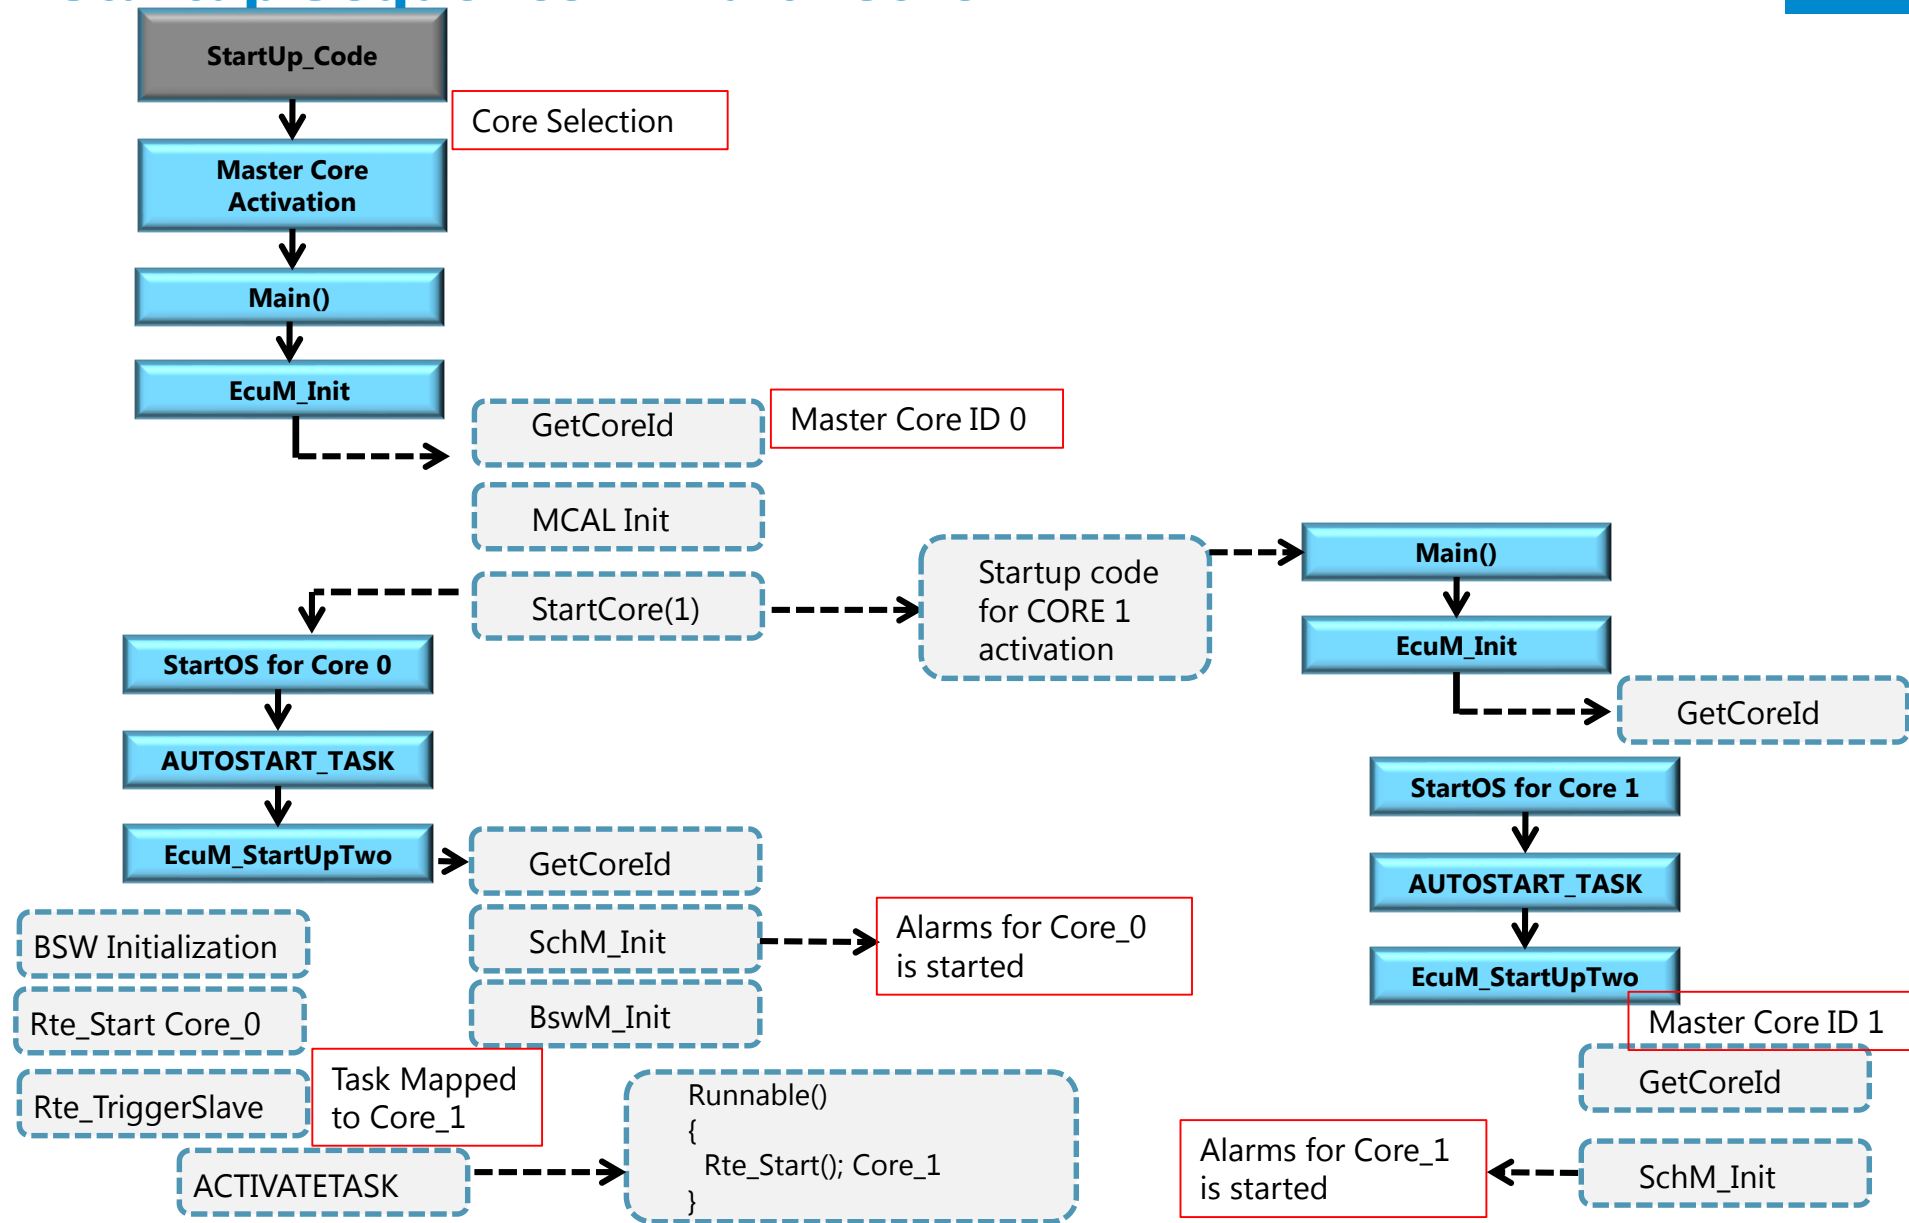 StartUp_Code
Core Selection
Master Core
Activation
Main()
EcuM_Init
GetCoreId
Master Core ID 0
MCAL Init
StartCore(1)
Startup code
for CORE 1
activation
Main()
EcuM_Init
GetCoreId
StartOS for Core 0
AUTOSTART_TASK
EcuM_StartUpTwo
GetCoreId
SchM_Init
Alarms for Core_0
is started
BswM_Init
BSW Initialization
Rte_Start Core_0
Rte_TriggerSlave
Task Mapped
to Core_1
ACTIVATETASK
Runnable()
{
Rte_Start(); Core_1
}
StartOS for Core 1
AUTOSTART_TASK
EcuM_StartUpTwo
Master Core ID 1
GetCoreId
SchM_Init
Alarms for Core_1
is started